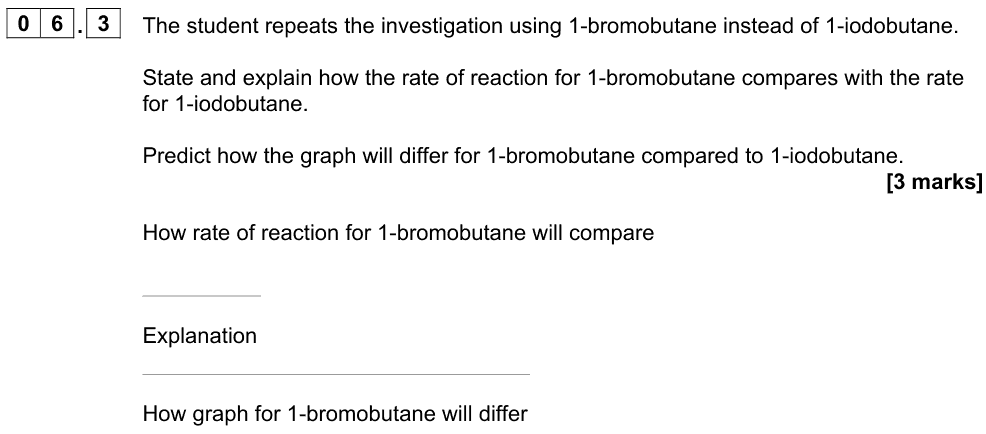 0 6 . 3 The student repeats the investigation using 1-bromobutane instead of 1-iodobutane.
State and explain how the rate of reaction for 1-bromobutane compares with the rate
for 1-iodobutane.
Predict how the graph will differ for 1-bromobutane compared to 1-iodobutane.
[3 marks]
How rate of reaction for 1-bromobutane will compare
Explanation
How graph for 1-bromobutane will differ